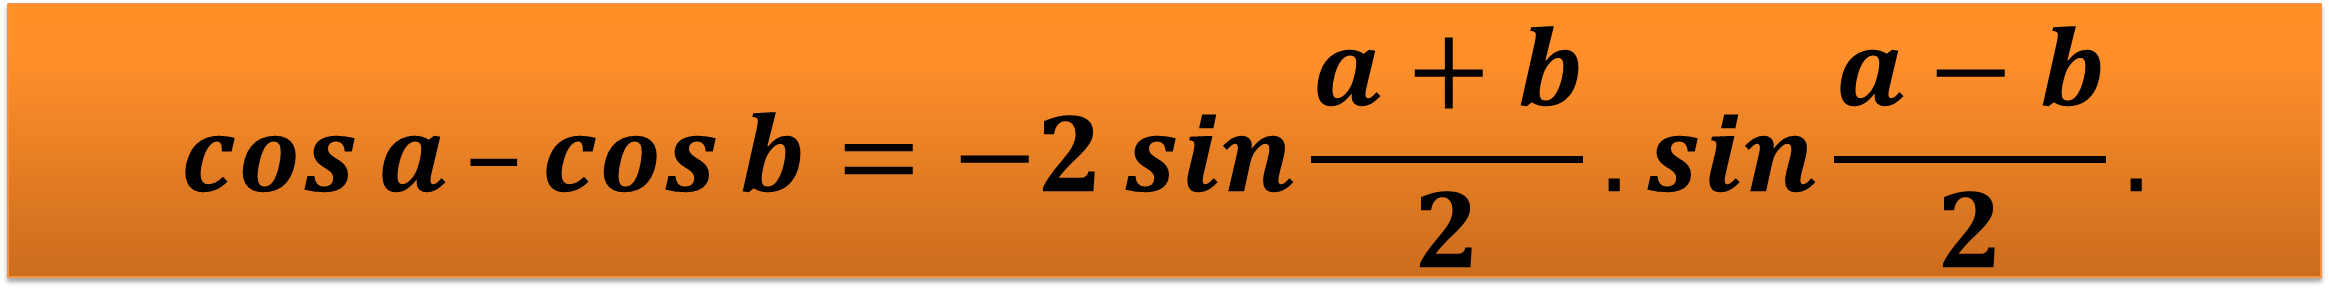 cos a – cos b = −2 sin (a + b)/2 . sin (a − b)/2 .